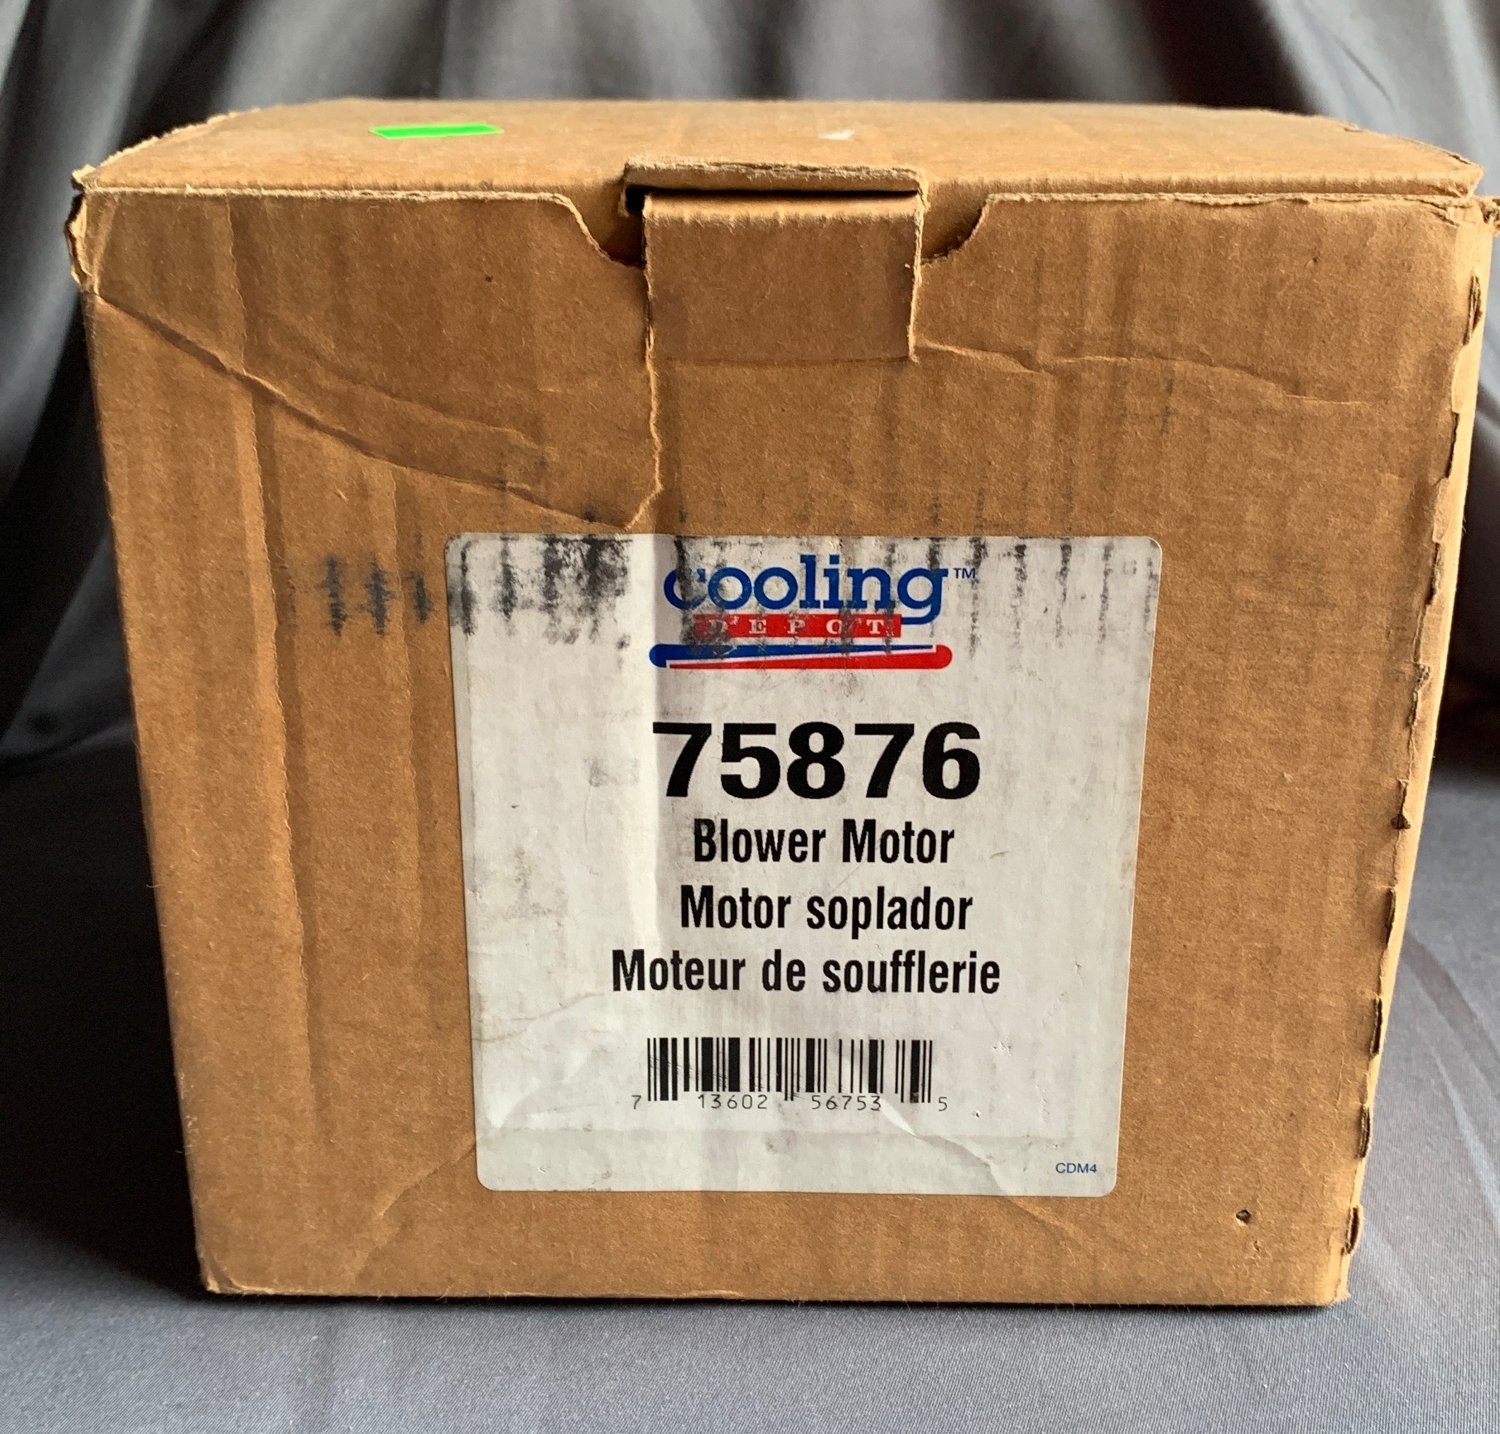 cooling™
DEPOT
75876
Blower Motor
Motor soplador
Moteur de soufflerie
7 13602 56753 5
CDM4